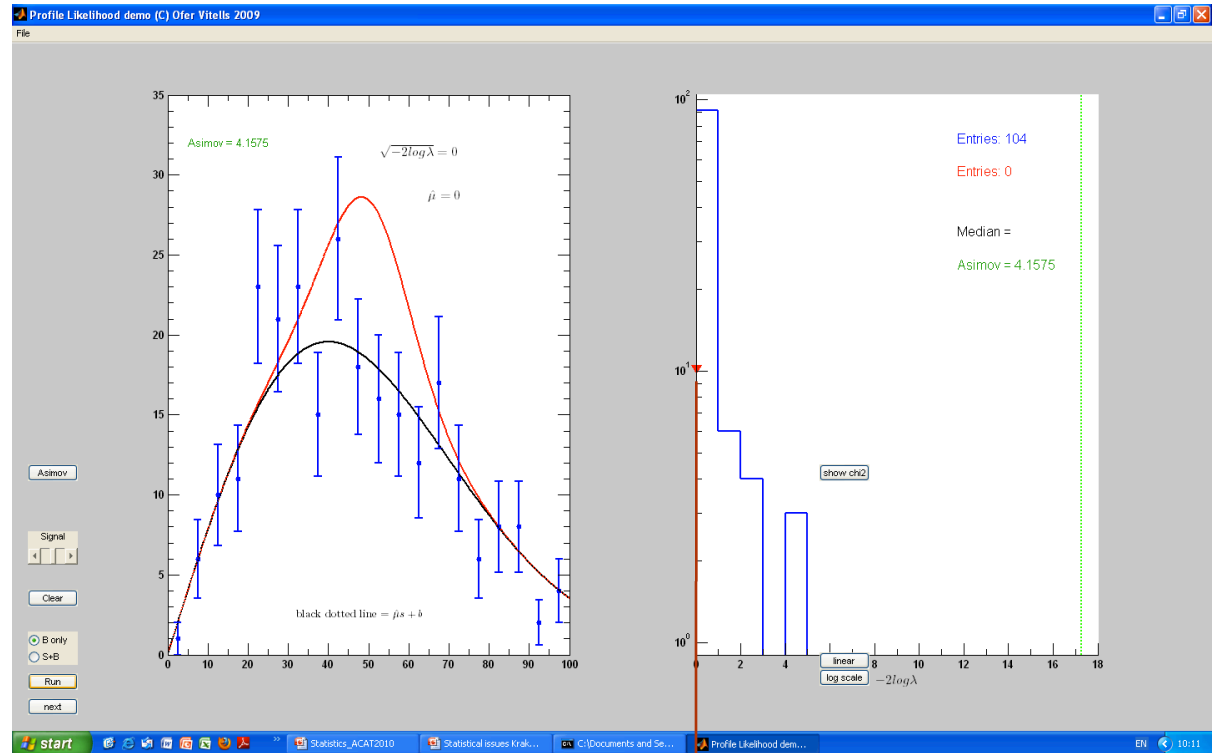 Profile Likelihood demo (C) Ofer Vitells 2009
File
35
30
25
20
15
10
5
0
0 10 20 30 40 50 60 70 80 90 100
Asimov = 4.1575
√−2logλ = 0
μ̂ = 0
black dotted line = μ̂s + b
Asimov
Signal
Clear
B only
S+B
Run
next
10²
10¹
10⁰
Entries: 104
Entries: 0
Median =
Asimov = 4.1575
show chi2
0 2 4 8 10 12 14 16 18
linear
log scale
−2logλ
start
»
Statistics_ACAT2010
Statistical issues Krak...
C:\Documents and Se...
Profile Likelihood dem...
EN
10:11